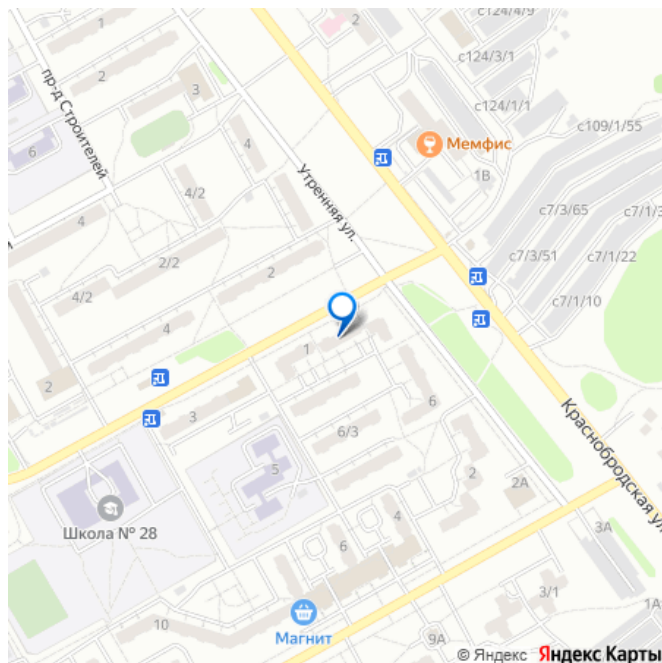 2
с124/4/9
с124/3/1
2
3
с124/1/1
пр-д Строителей
с109/1/55
6
4
Мемфис
1В
4/2
Утренняя ул.
с7/3/65
с7/1/3
4
2/2
2
с7/3/51
с7/1/22
4/2
с7/1/10
4
1
2
3
6
6/3
Краснобродская ул.
5
2
2А
Школа № 28
4
6
3А
3/1
10
1А
Магнит
9А
© Яндекс Яндекс Карты